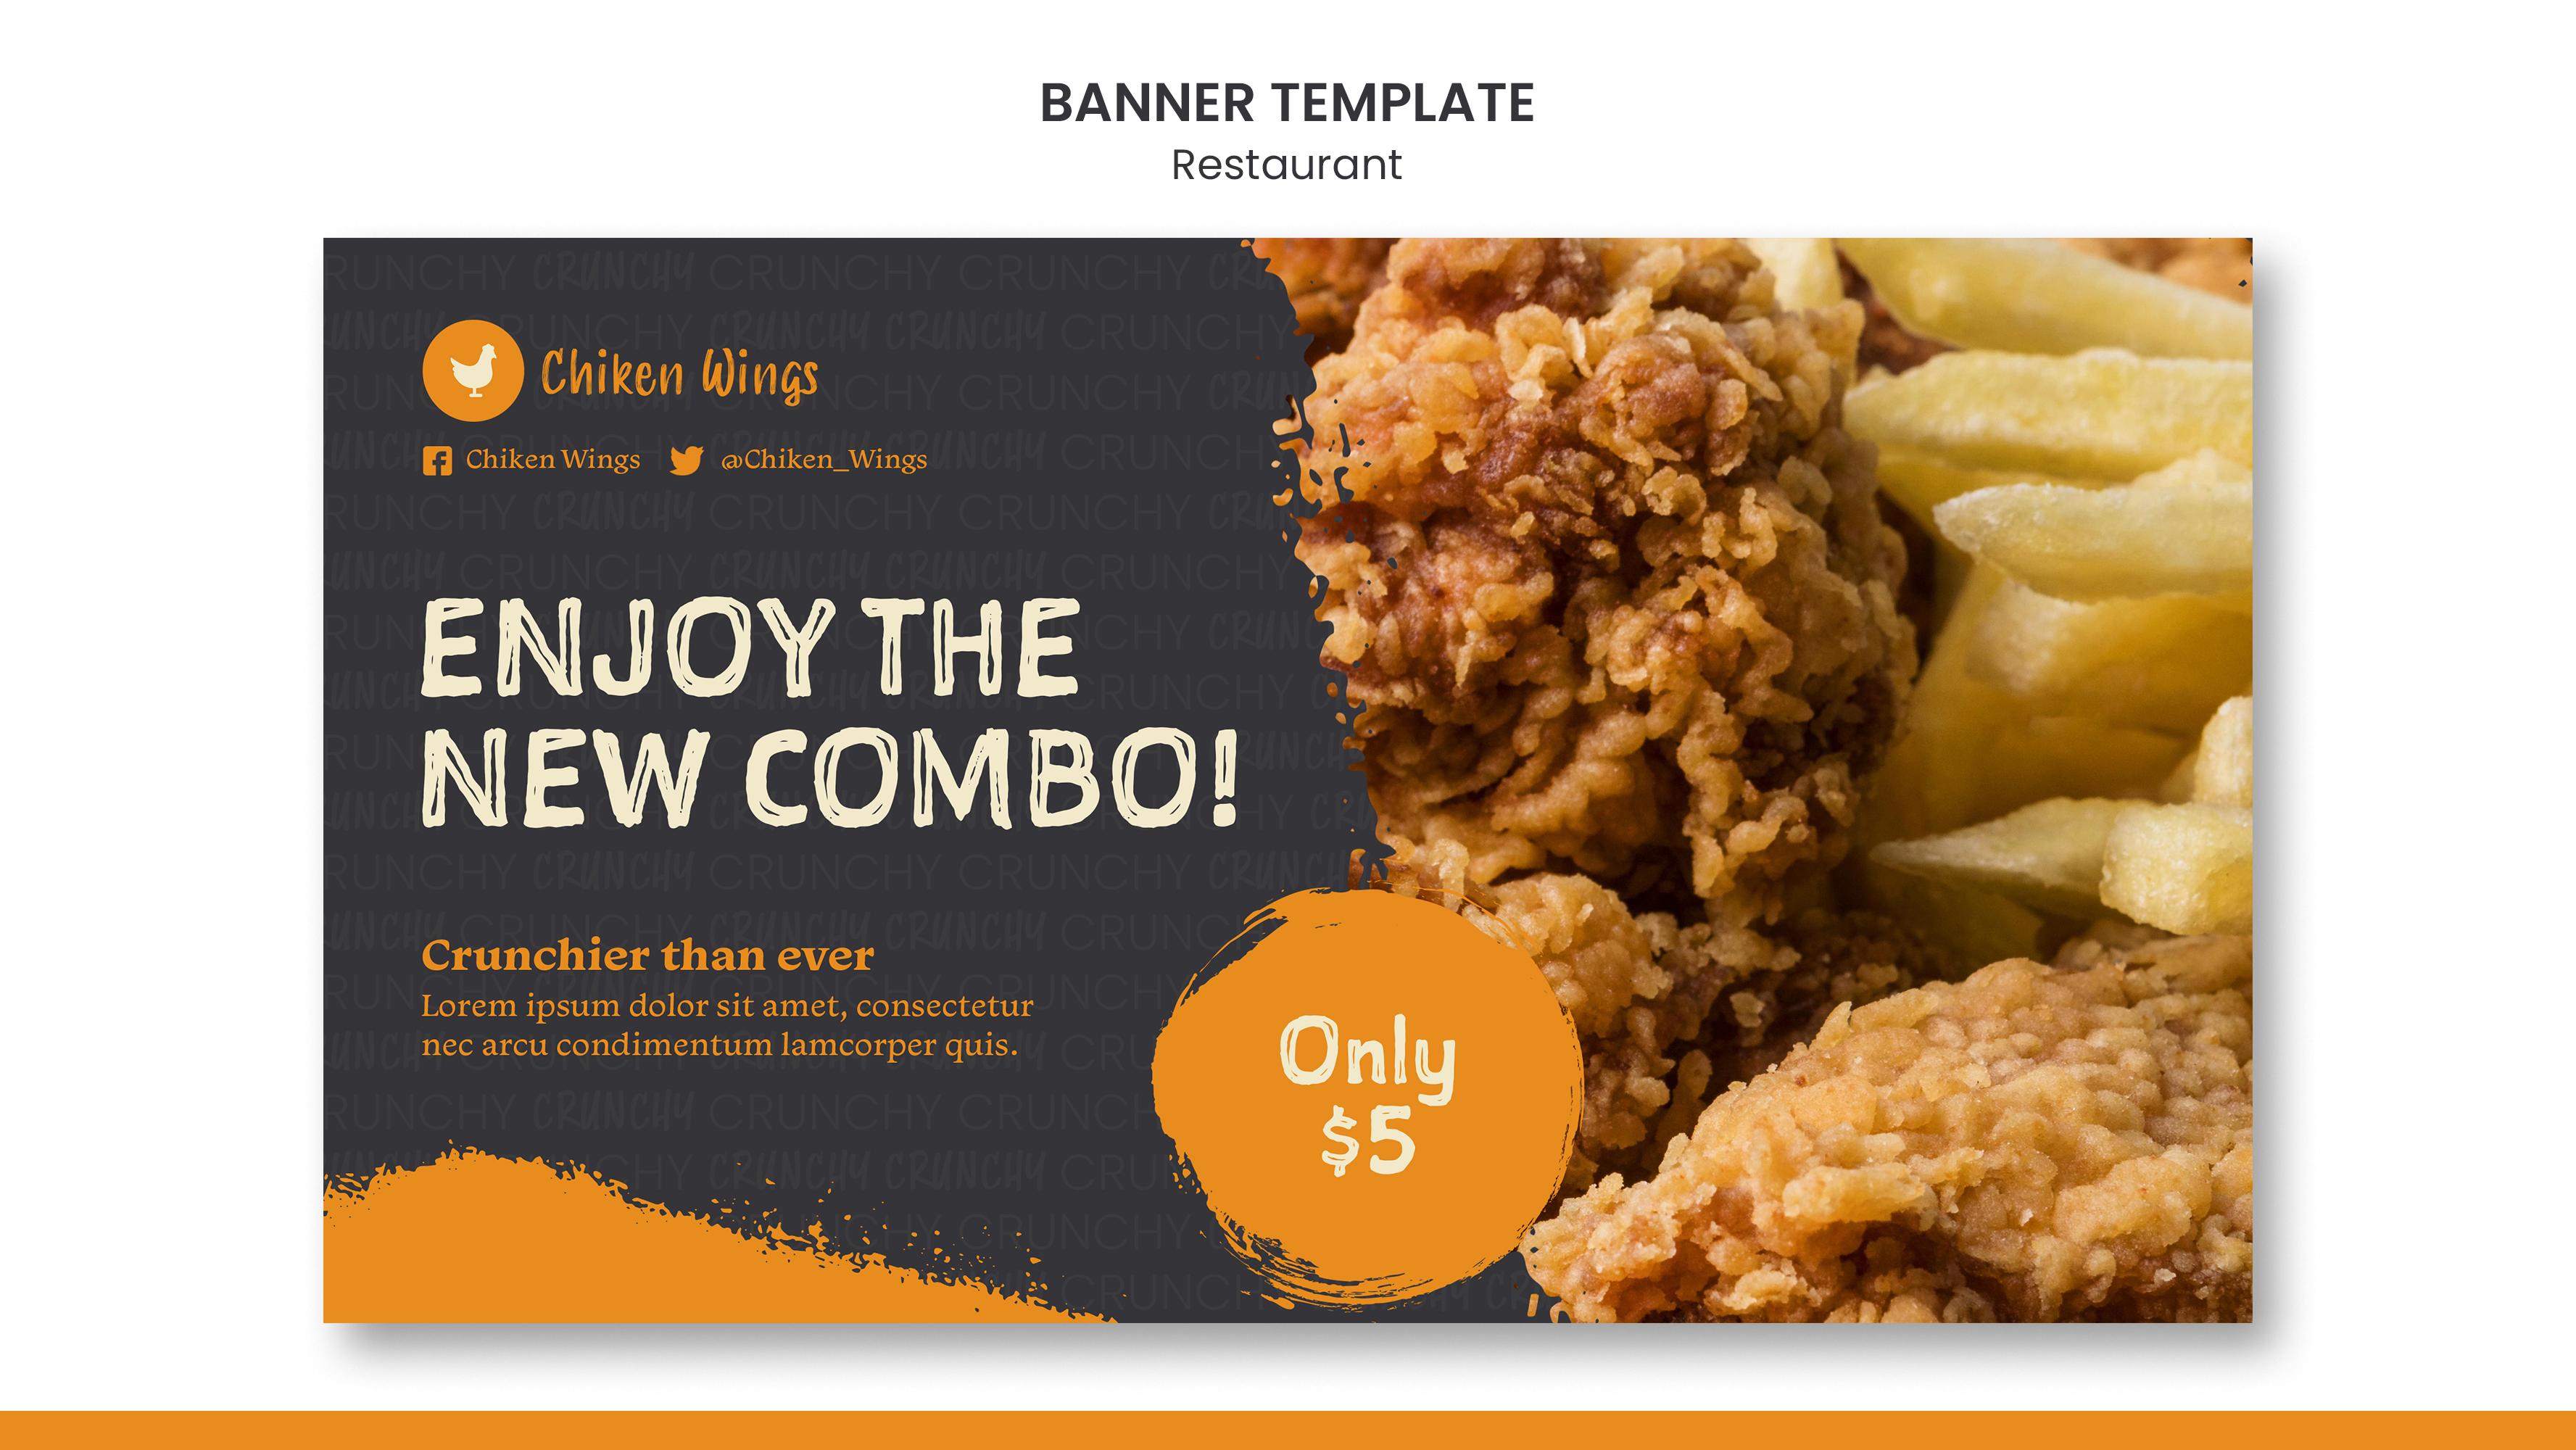 BANNER TEMPLATE
Restaurant
Chiken Wings
Chiken Wings @Chiken_Wings
ENJOY THE
NEW COMBO!
Crunchier than ever
Lorem ipsum dolor sit amet, consectetur
nec arcu condimentum lamcorper quis.
Only
$5